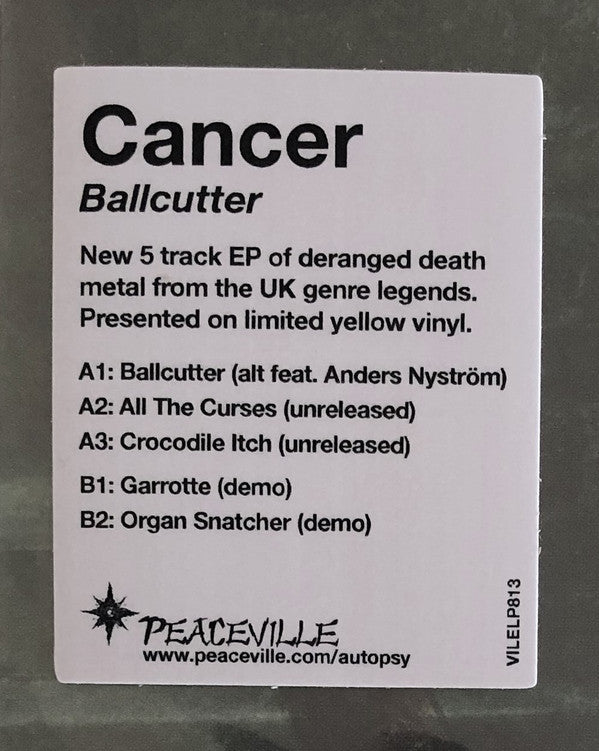 Cancer
Ballcutter
New 5 track EP of deranged death
metal from the UK genre legends.
Presented on limited yellow vinyl.
A1: Ballcutter (alt feat. Anders Nyström)
A2: All The Curses (unreleased)
A3: Crocodile Itch (unreleased)
B1: Garrotte (demo)
B2: Organ Snatcher (demo)
PEACEVILLE
www.peaceville.com/autopsy
VILELP813